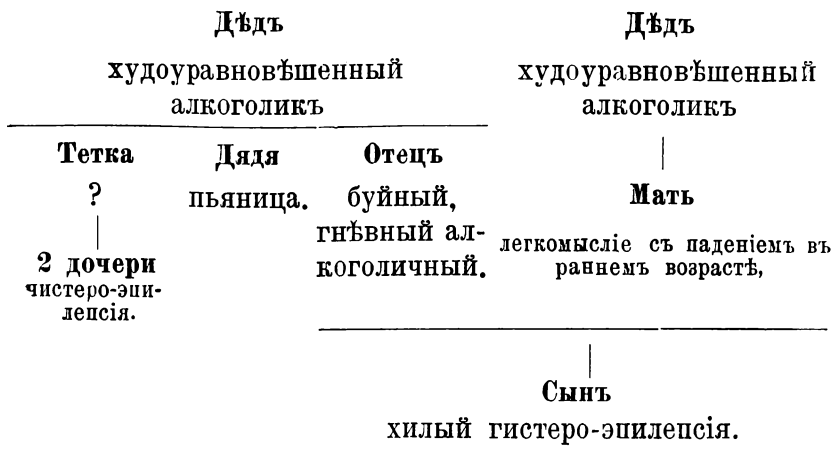 Дѣдъ Дѣдъ
худоуравновѣшенный худоуравновѣшенный
алкоголикъ алкоголикъ
Тетка Дядя Отецъ
? пьяница. буйный, Мать
гнѣвный ал-
легкомысліе съ паденіемъ въ
2 дочери коголичный. раннемъ возрастѣ,
чистеро-эпи-
лепсія.
Сынъ
хилый гистеро-эпилепсія.